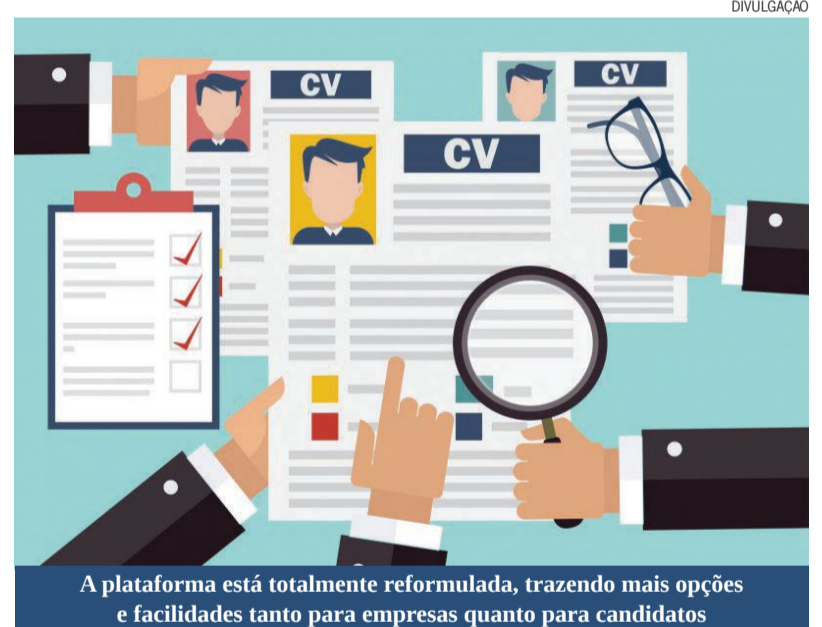 DIVULGAÇÃO
CV
CV
CV
A plataforma está totalmente reformulada, trazendo mais opções
e facilidades tanto para empresas quanto para candidatos